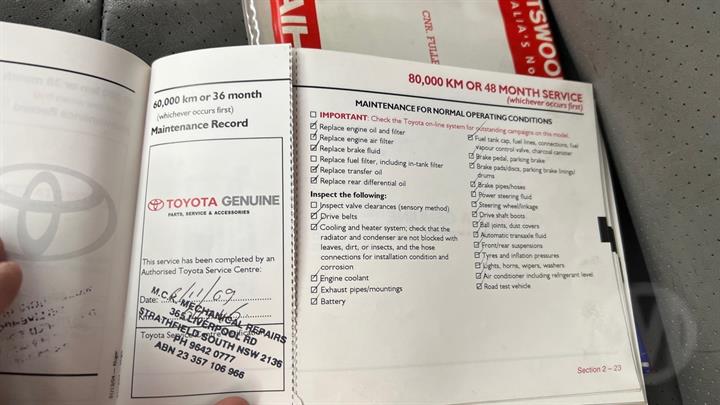 60,000 km or 36 month
(whichever occurs first)
Maintenance Record
TOYOTA GENUINE
PARTS, SERVICE & ACCESSORIES
This service has been completed by an
Authorised Toyota Service Centre:
Date:
M.C.R. MECHANICAL REPAIRS
365 LIVERPOOL RD
STRATHFIELD SOUTH NSW 2136
PH 9642 0777
ABN 23 357 106 966
Toyota Service Centre
CNR. FULLE
80,000 KM OR 48 MONTH SERVICE
(whichever occurs first)
MAINTENANCE FOR NORMAL OPERATING CONDITIONS
IMPORTANT: Check the Toyota on-line system for outstanding campaigns on this model.
Replace engine oil and filter
Replace engine air filter
Replace brake fluid
Replace fuel filter, including in-tank filter
Replace transfer oil
Replace rear differential oil
Inspect the following:
Inspect valve clearances (sensory method)
Drive belts
Cooling and heater system; check that the
radiator and condenser are not blocked with
leaves, dirt, or insects, and the hose
connections for installation condition and
corrosion
Engine coolant
Exhaust pipes/mountings
Battery
Fuel tank cap, fuel lines, connections, fuel
vapour control valve, charcoal canister
Brake pedal, parking brake
Brake pads/discs, parking brake linings/
drums
Brake pipes/hoses
Power steering fluid
Steering wheel/linkage
Drive shaft boots
Ball joints, dust covers
Automatic transaxle fluid
Front/rear suspensions
Tyres and inflation pressures
Lights, horns, wipers, washers
Air conditioner including refrigerant level
Road test vehicle
Section 2 – 23